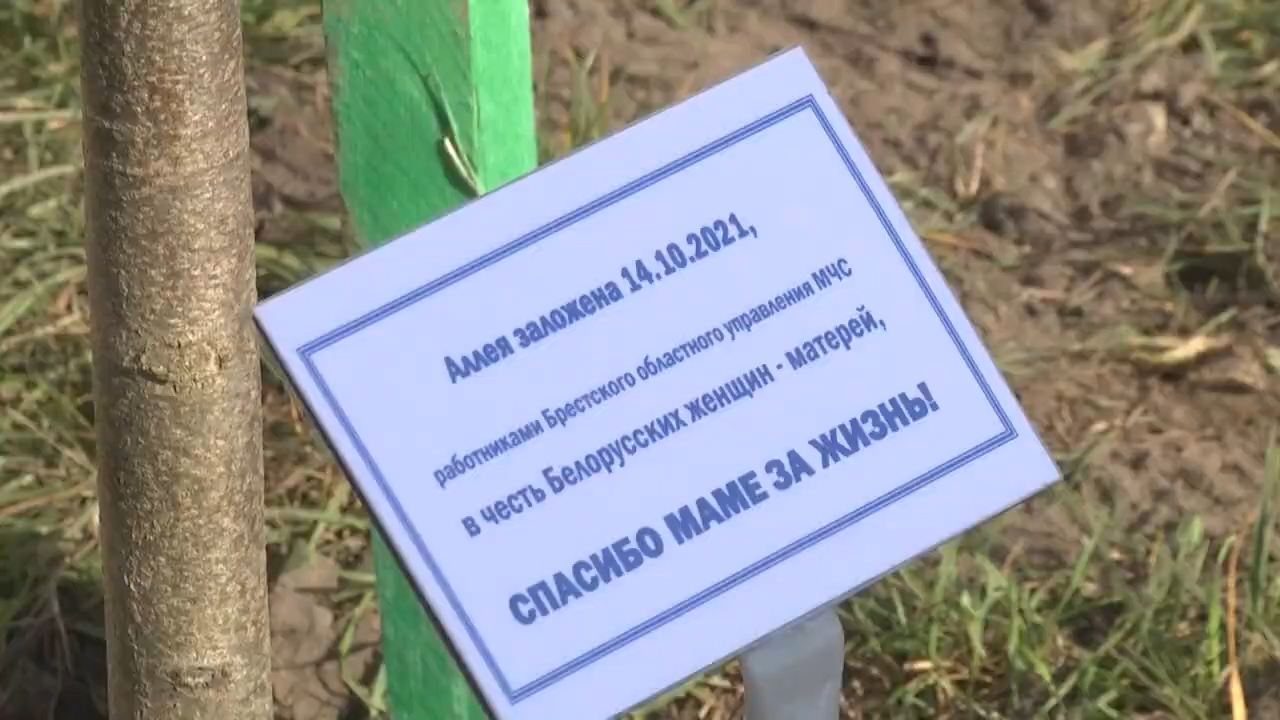 Аллея заложена 14.10.2021,
работниками Брестского областного управления МЧС
в честь Белорусских женщин - матерей,
СПАСИБО МАМЕ ЗА ЖИЗНЬ!